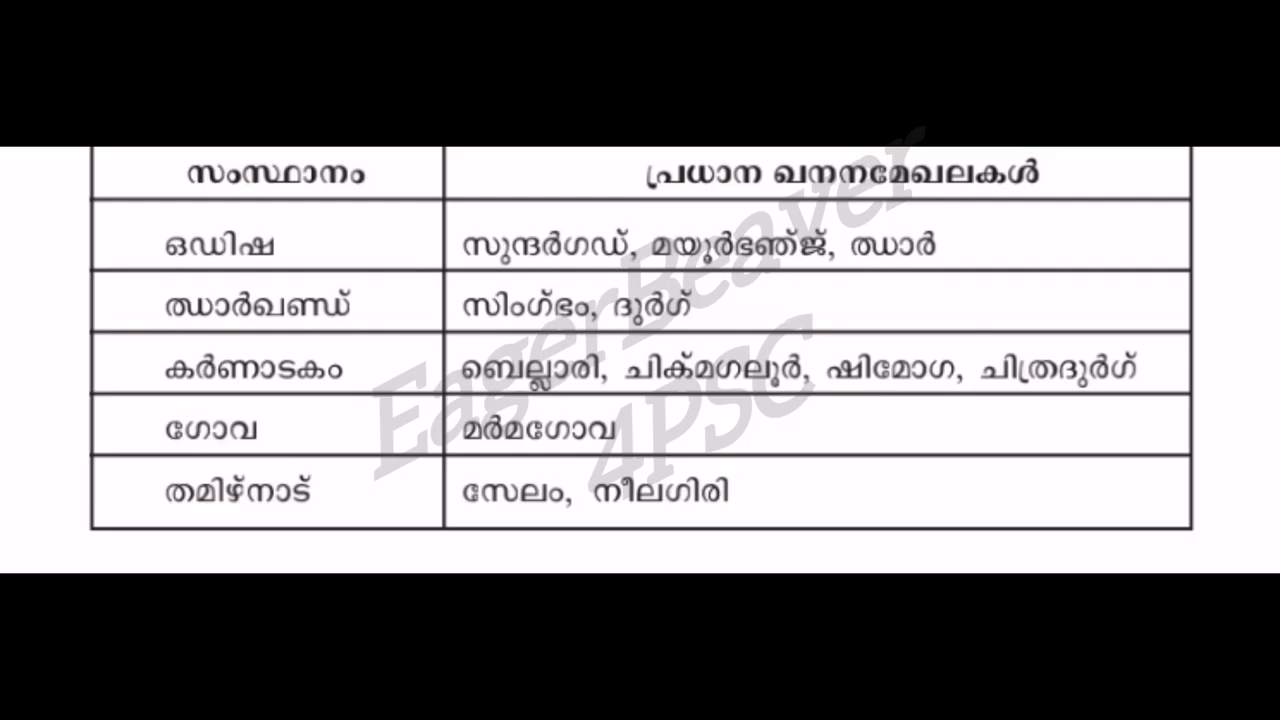 സംസ്ഥാനം പ്രധാന ഖനനമേഖലകൾ
ഒഡിഷ സുന്ദർഗഡ്, മയൂർഭഞ്ജ്, ഝാർ
ഝാർഖണ്ഡ് സിംഗ്ഭം, ദുർഗ്
കർണാടകം ബെല്ലാരി, ചിക്മഗലൂർ, ഷിമോഗ, ചിത്രദുർഗ്
ഗോവ മർമഗോവ
തമിഴ്നാട് സേലം, നീലഗിരി
EagerBeaver
4PSC